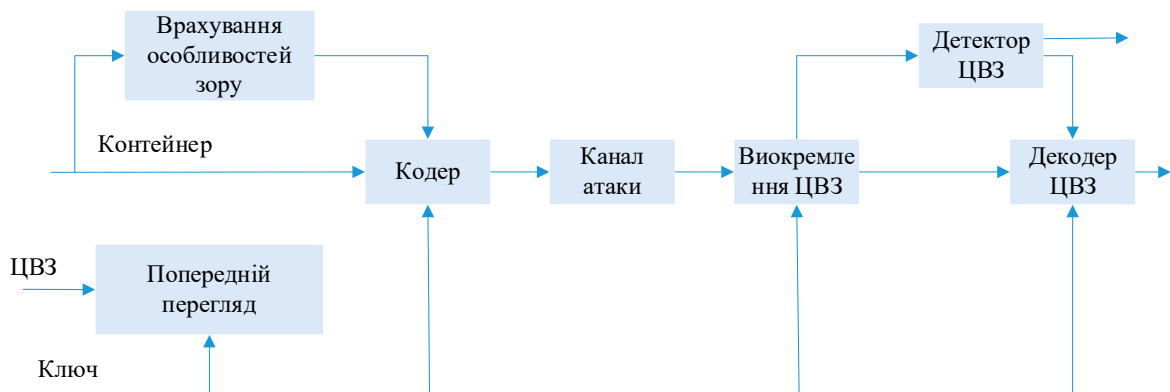 Врахування
особливостей
зору
Детектор
ЦВЗ
Контейнер
Кодер
Канал
атаки
Виокремле
ння ЦВЗ
Декодер
ЦВЗ
ЦВЗ
Попередній
перегляд
Ключ